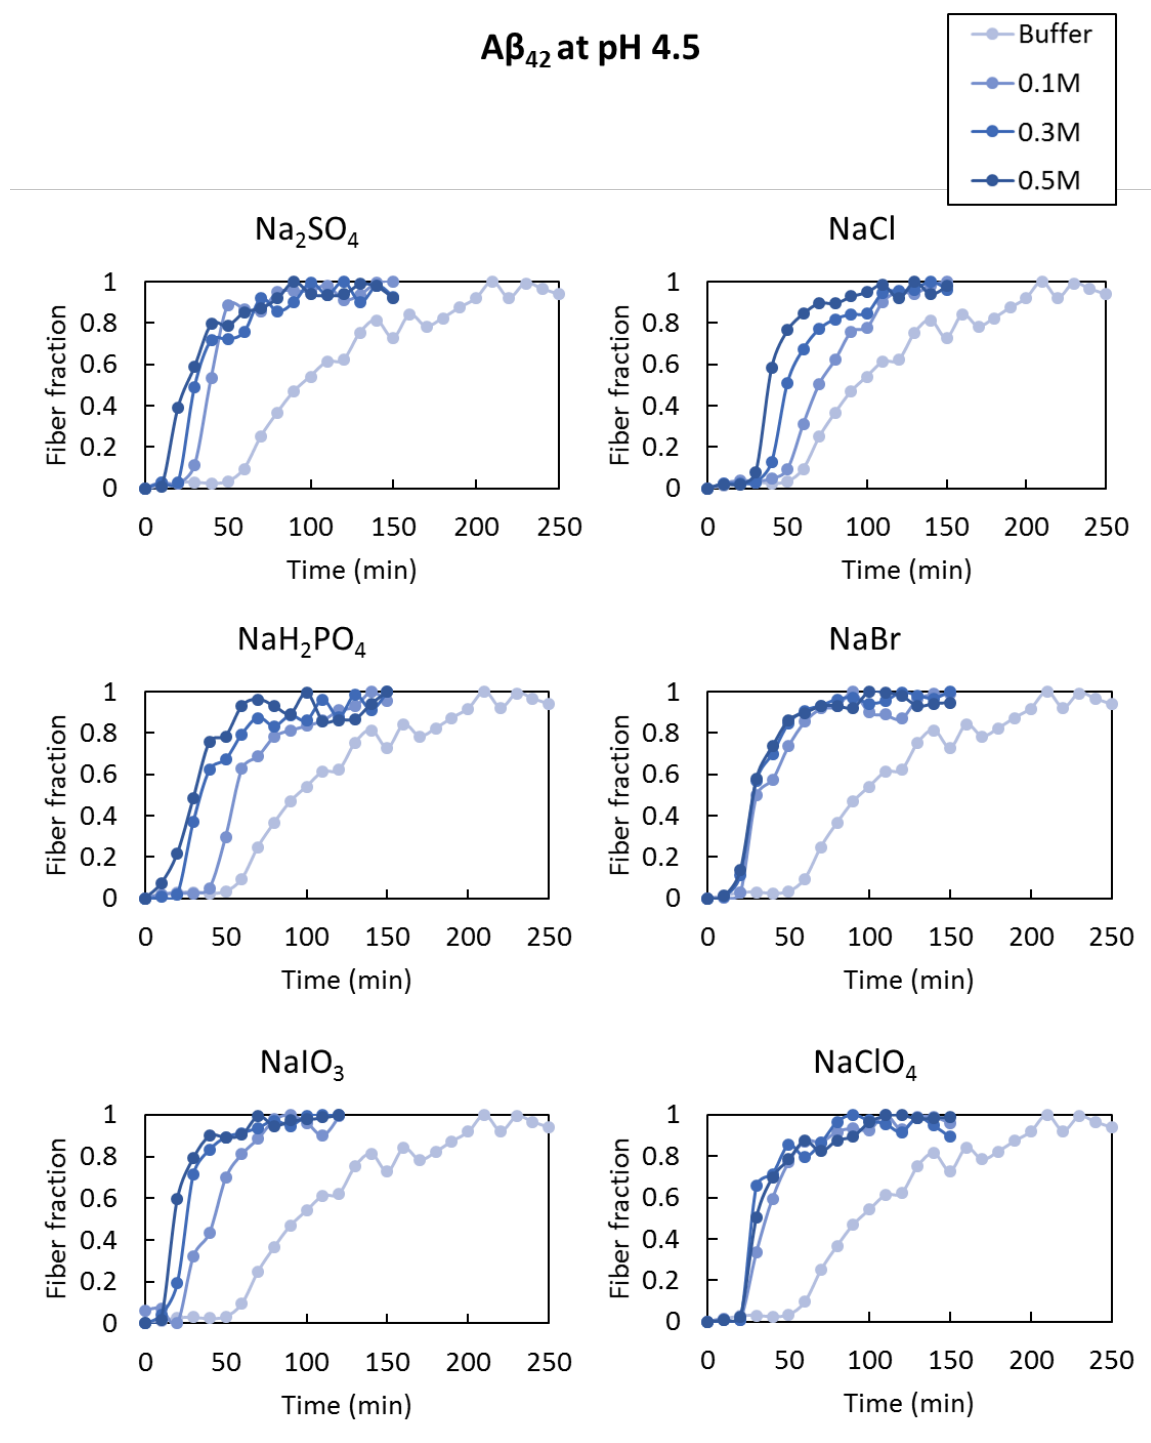 Aβ₄₂ at pH 4.5
Buffer
0.1M
0.3M
0.5M
Na₂SO₄
NaCl
1
0.8
0.6
0.4
0.2
0
Fiber fraction
0 50 100 150 200 250
Time (min)
1
0.8
0.6
0.4
0.2
0
Fiber fraction
0 50 100 150 200 250
Time (min)
NaH₂PO₄
NaBr
1
0.8
0.6
0.4
0.2
0
Fiber fraction
0 50 100 150 200 250
Time (min)
1
0.8
0.6
0.4
0.2
0
Fiber fraction
0 50 100 150 200 250
Time (min)
NaIO₃
NaClO₄
1
0.8
0.6
0.4
0.2
0
Fiber fraction
0 50 100 150 200 250
Time (min)
1
0.8
0.6
0.4
0.2
0
Fiber fraction
0 50 100 150 200 250
Time (min)